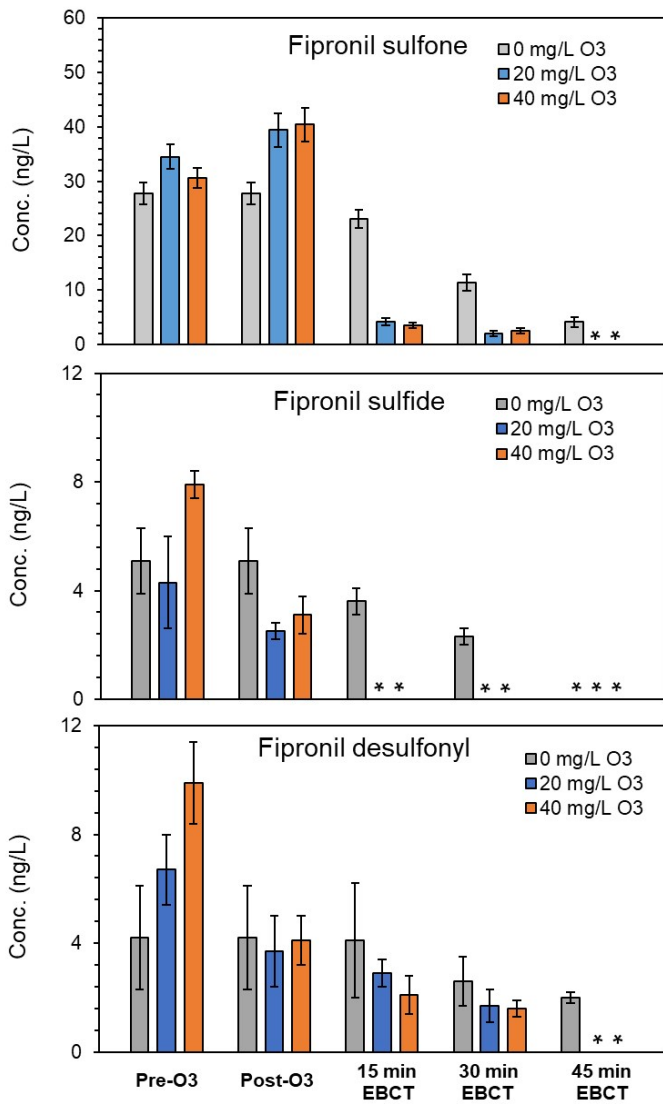 Fipronil sulfone
0 mg/L O3
20 mg/L O3
40 mg/L O3
Conc. (ng/L)
60
50
40
30
20
10
0
* *
Fipronil sulfide
0 mg/L O3
20 mg/L O3
40 mg/L O3
Conc. (ng/L)
12
8
4
0
* * * * * * *
Fipronil desulfonyl
0 mg/L O3
20 mg/L O3
40 mg/L O3
Conc. (ng/L)
12
8
4
0
* *
Pre-O3 Post-O3 15 min 30 min 45 min
EBCT EBCT EBCT